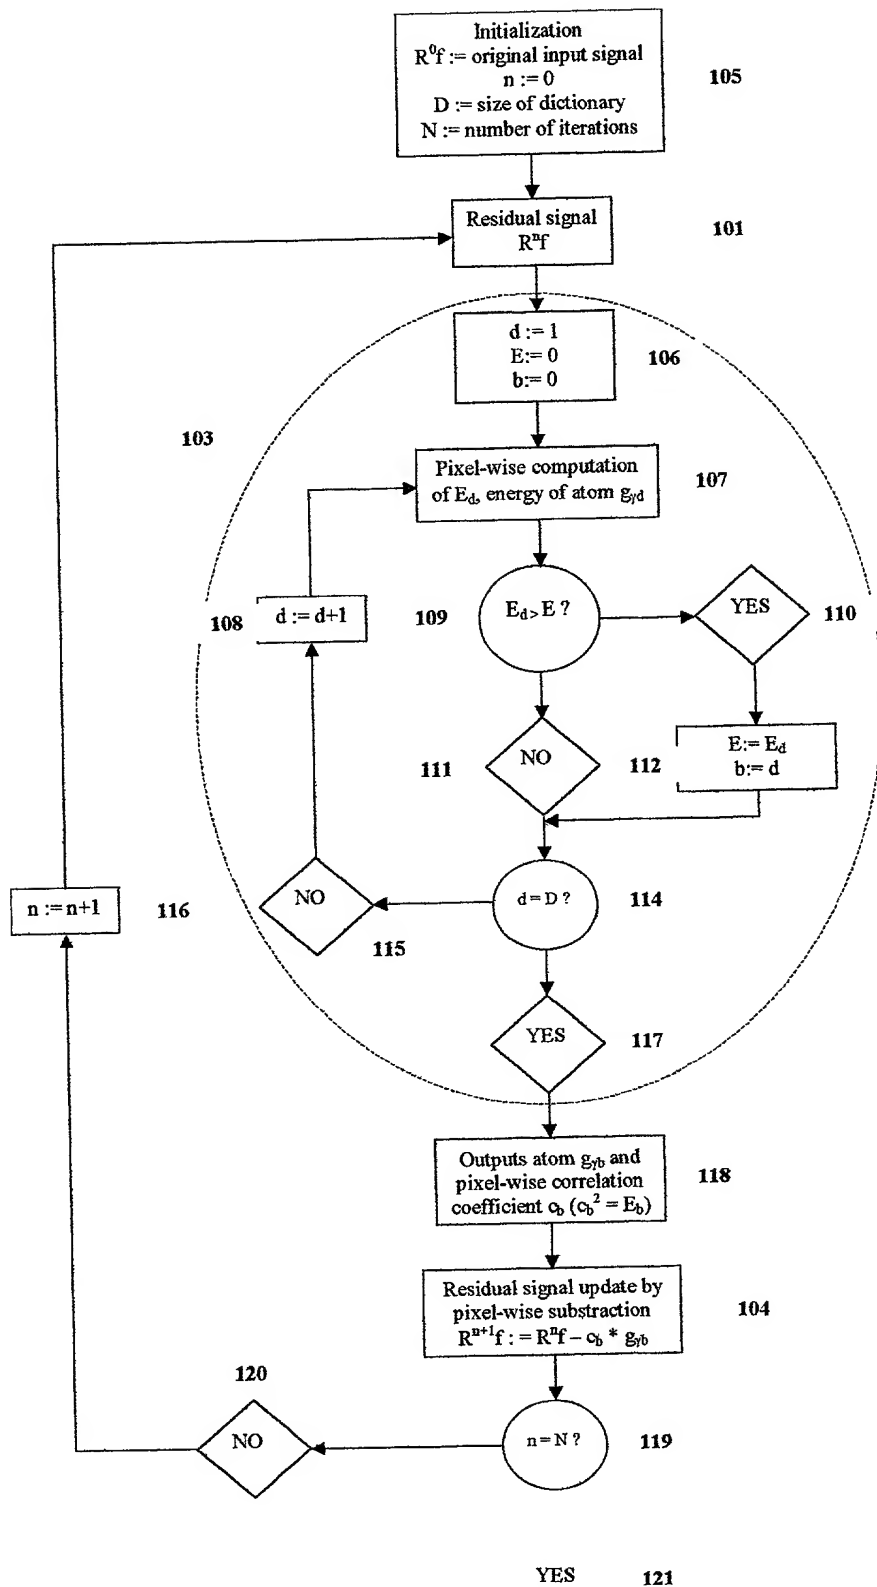 Initialization
R⁰f := original input signal
n := 0
D := size of dictionary
N := number of iterations
105
Residual signal
Rⁿf
101
d := 1
E:= 0
b:= 0
106
103
Pixel-wise computation
of E_d, energy of atom g_γd
107
108
d := d+1
109
E_d > E ?
YES
110
111
NO
112
E:= E_d
b:= d
n := n+1
116
NO
115
d = D ?
114
YES
117
Outputs atom g_γb and
pixel-wise correlation
coefficient c_b (c_b² = E_b)
118
Residual signal update by
pixel-wise substraction
Rⁿ⁺¹f : = Rⁿf – c_b * g_γb
104
120
NO
n = N ?
119
YES
121